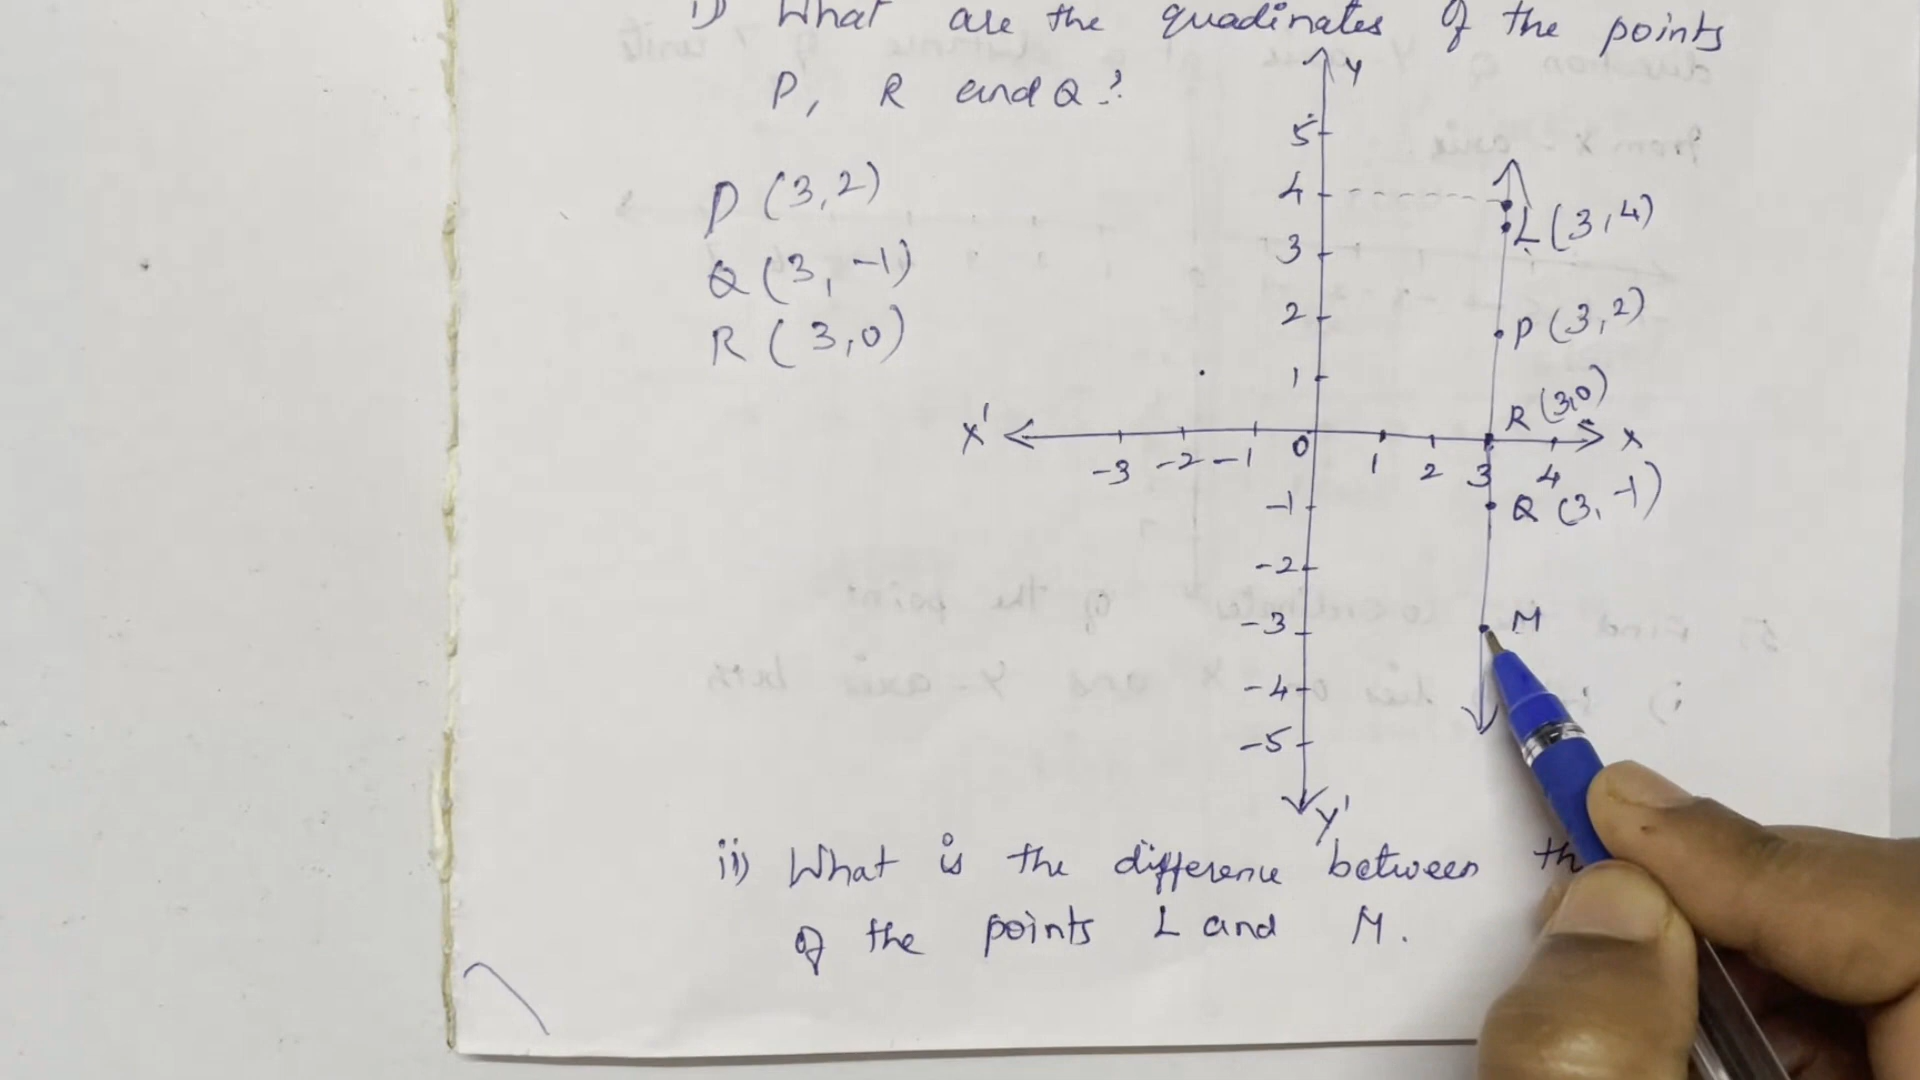 i) What are the quadinates of the points
P, R and Q?
P (3,2)
Q (3, -1)
R ( 3,0)
Y
5
4
3
2
1
L (3,4)
P (3,2)
R (3,0)
X' -3 -2 -1 0 1 2 3 4 X
Q (3, -1)
-1
-2
-3
M
-4
-5
Y'
ii) What is the difference between
of the points L and M.